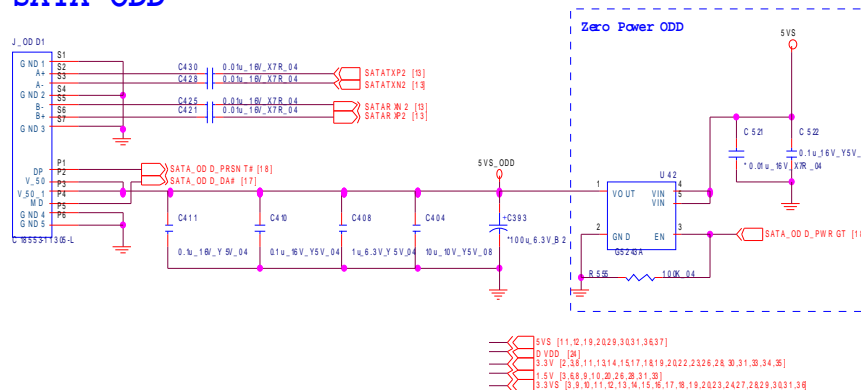 SATA ODD
Zero Power ODD
5VS
J_ODD1
GND1
A+
A-
GND2
B-
B+
GND3
S1
S2
S3
S4
S5
S6
S7
C430 0.01u_16V_X7R_04
C428 0.01u_16V_X7R_04
C425 0.01u_16V_X7R_04
C421 0.01u_16V_X7R_04
SATATXP2 [13]
SATATXN2 [13]
SATARXN2 [13]
SATARXP2 [13]
DP
V_50
V_50_1
MD
GND4
GND5
P1
P2
P3
P4
P5
P6
C18553-11305-L
SATA_ODD_PRSNT# [18]
SATA_ODD_DA# [17]
5VS_ODD
C411
0.1u_16V_Y5V_04
C410
0.1u_16V_Y5V_04
C408
1u_6.3V_Y5V_04
C404
10u_10V_Y5V_08
+C393
*100u_6.3V_B2
C521
*0.01u_16V_X7R_04
C522
0.1u_16V_Y5V_
U42
1 VOUT VIN 4
VIN 5
2 GND EN 3
G5243A
R555 100K_04
SATA_ODD_PWRGT [18
5VS [11,12,19,20,29,30,31,36,37]
DVDD [24]
3.3V [2,3,8,11,13,14,15,17,18,19,20,22,23,26,28,30,31,33,34,35]
1.5V [3,6,8,9,10,20,26,28,31,33]
3.3VS [3,9,10,11,12,13,14,15,16,17,18,19,20,23,24,27,28,29,30,31,36]